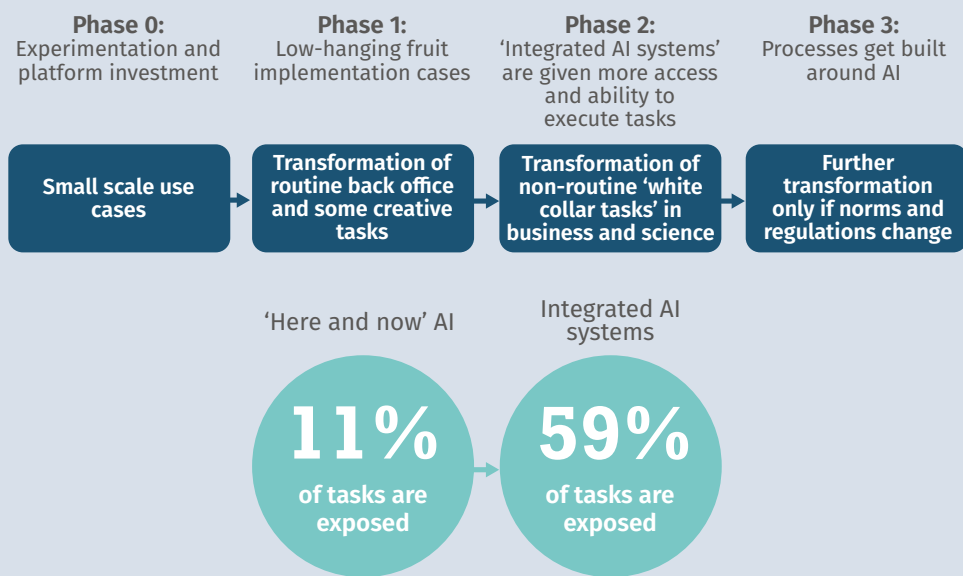 Phase 0:
Experimentation and
platform investment
Phase 1:
Low-hanging fruit
implementation cases
Phase 2:
‘Integrated AI systems’
are given more access
and ability to
execute tasks
Phase 3:
Processes get built
around AI
Small scale use
cases
Transformation of
routine back office
and some creative
tasks
Transformation of
non-routine ‘white
collar tasks’ in
business and science
Further
transformation
only if norms and
regulations change
‘Here and now’ AI
Integrated AI
systems
11%
of tasks are
exposed
59%
of tasks are
exposed